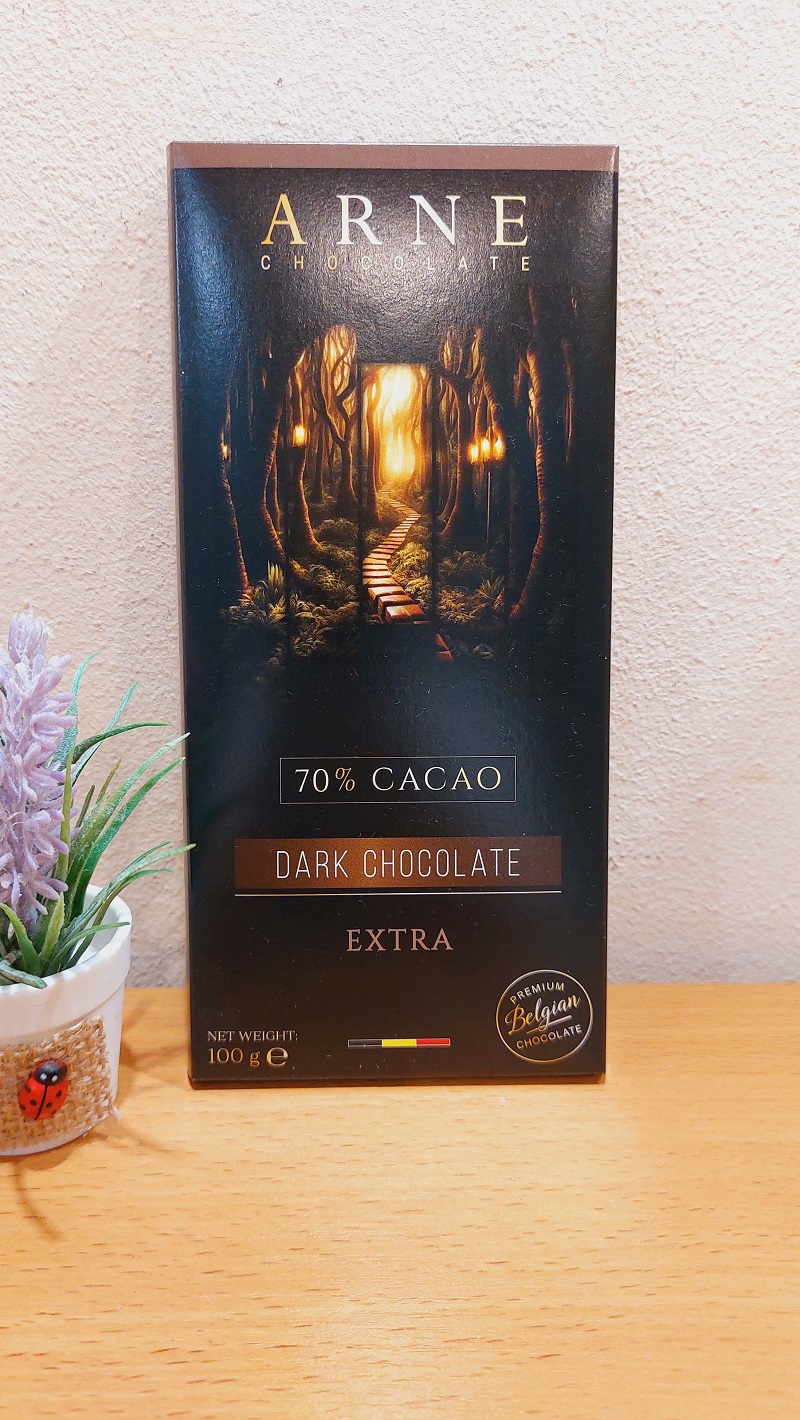 ARNE
CHOCOLATE
70% CACAO
DARK CHOCOLATE
EXTRA
NET WEIGHT:
100 g ℮
PREMIUM
Belgian
CHOCOLATE